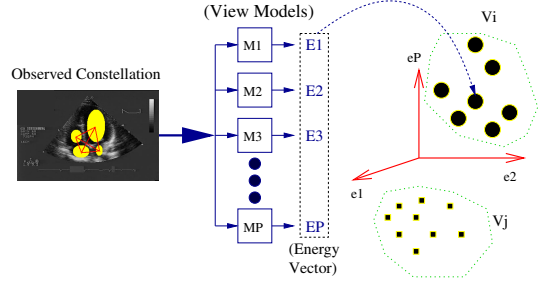 (View Models)
Observed Constellation
M1
E1
M2
E2
M3
E3
MP
EP
(Energy
Vector)
Vi
eP
e2
e1
Vj